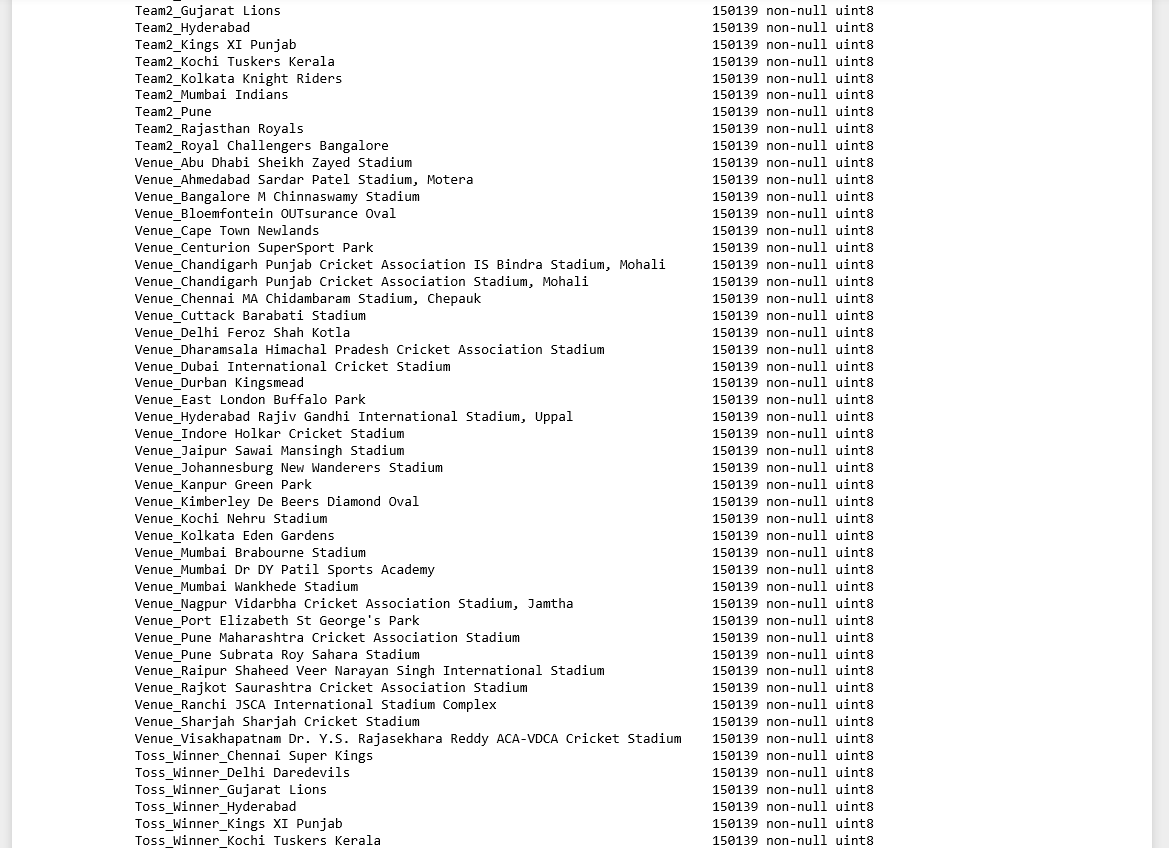 Team2_Gujarat Lions 150139 non-null uint8
Team2_Hyderabad 150139 non-null uint8
Team2_Kings XI Punjab 150139 non-null uint8
Team2_Kochi Tuskers Kerala 150139 non-null uint8
Team2_Kolkata Knight Riders 150139 non-null uint8
Team2_Mumbai Indians 150139 non-null uint8
Team2_Pune 150139 non-null uint8
Team2_Rajasthan Royals 150139 non-null uint8
Team2_Royal Challengers Bangalore 150139 non-null uint8
Venue_Abu Dhabi Sheikh Zayed Stadium 150139 non-null uint8
Venue_Ahmedabad Sardar Patel Stadium, Motera 150139 non-null uint8
Venue_Bangalore M Chinnaswamy Stadium 150139 non-null uint8
Venue_Bloemfontein OUTsurance Oval 150139 non-null uint8
Venue_Cape Town Newlands 150139 non-null uint8
Venue_Centurion SuperSport Park 150139 non-null uint8
Venue_Chandigarh Punjab Cricket Association IS Bindra Stadium, Mohali 150139 non-null uint8
Venue_Chandigarh Punjab Cricket Association Stadium, Mohali 150139 non-null uint8
Venue_Chennai MA Chidambaram Stadium, Chepauk 150139 non-null uint8
Venue_Cuttack Barabati Stadium 150139 non-null uint8
Venue_Delhi Feroz Shah Kotla 150139 non-null uint8
Venue_Dharamsala Himachal Pradesh Cricket Association Stadium 150139 non-null uint8
Venue_Dubai International Cricket Stadium 150139 non-null uint8
Venue_Durban Kingsmead 150139 non-null uint8
Venue_East London Buffalo Park 150139 non-null uint8
Venue_Hyderabad Rajiv Gandhi International Stadium, Uppal 150139 non-null uint8
Venue_Indore Holkar Cricket Stadium 150139 non-null uint8
Venue_Jaipur Sawai Mansingh Stadium 150139 non-null uint8
Venue_Johannesburg New Wanderers Stadium 150139 non-null uint8
Venue_Kanpur Green Park 150139 non-null uint8
Venue_Kimberley De Beers Diamond Oval 150139 non-null uint8
Venue_Kochi Nehru Stadium 150139 non-null uint8
Venue_Kolkata Eden Gardens 150139 non-null uint8
Venue_Mumbai Brabourne Stadium 150139 non-null uint8
Venue_Mumbai Dr DY Patil Sports Academy 150139 non-null uint8
Venue_Mumbai Wankhede Stadium 150139 non-null uint8
Venue_Nagpur Vidarbha Cricket Association Stadium, Jamtha 150139 non-null uint8
Venue_Port Elizabeth St George's Park 150139 non-null uint8
Venue_Pune Maharashtra Cricket Association Stadium 150139 non-null uint8
Venue_Pune Subrata Roy Sahara Stadium 150139 non-null uint8
Venue_Raipur Shaheed Veer Narayan Singh International Stadium 150139 non-null uint8
Venue_Rajkot Saurashtra Cricket Association Stadium 150139 non-null uint8
Venue_Ranchi JSCA International Stadium Complex 150139 non-null uint8
Venue_Sharjah Sharjah Cricket Stadium 150139 non-null uint8
Venue_Visakhapatnam Dr. Y.S. Rajasekhara Reddy ACA-VDCA Cricket Stadium 150139 non-null uint8
Toss_Winner_Chennai Super Kings 150139 non-null uint8
Toss_Winner_Delhi Daredevils 150139 non-null uint8
Toss_Winner_Gujarat Lions 150139 non-null uint8
Toss_Winner_Hyderabad 150139 non-null uint8
Toss_Winner_Kings XI Punjab 150139 non-null uint8
Toss_Winner_Kochi Tuskers Kerala 150139 non-null uint8